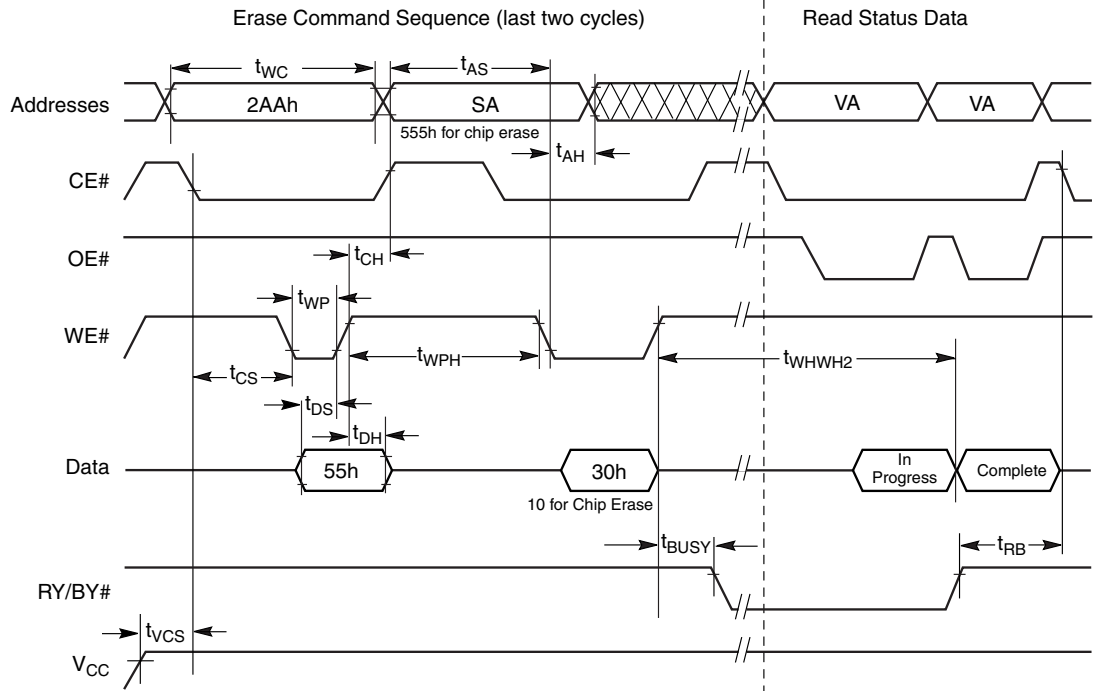 Erase Command Sequence (last two cycles)
Read Status Data
tWC
tAS
Addresses
2AAh
SA
VA
VA
555h for chip erase
tAH
CE#
OE#
tCH
tWP
WE#
tWPH
tWHWH2
tCS
tDS
tDH
Data
55h
30h
In
Progress
Complete
10 for Chip Erase
tBUSY
tRB
RY/BY#
tVCS
VCC